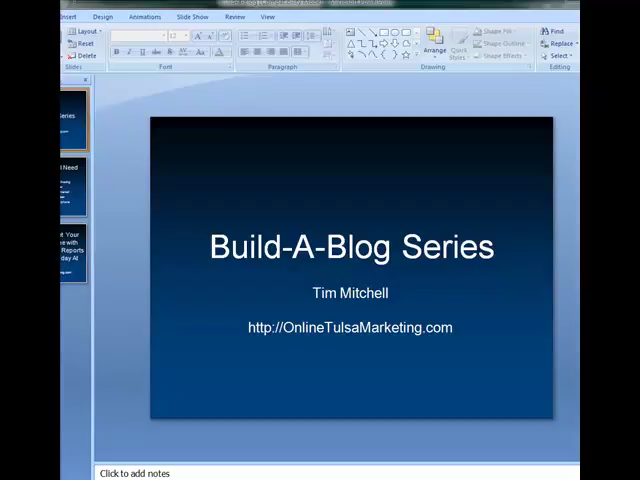 Insert Design Animations Slide Show Review View
Layout
Reset
Delete
Slides
12
Font
Paragraph
Arrange
Quick Styles
Shape Fill
Shape Outline
Shape Effects
Drawing
Find
Replace
Select
Editing
Build-A-Blog Series
Tim Mitchell
http://OnlineTulsaMarketing.com
Click to add notes